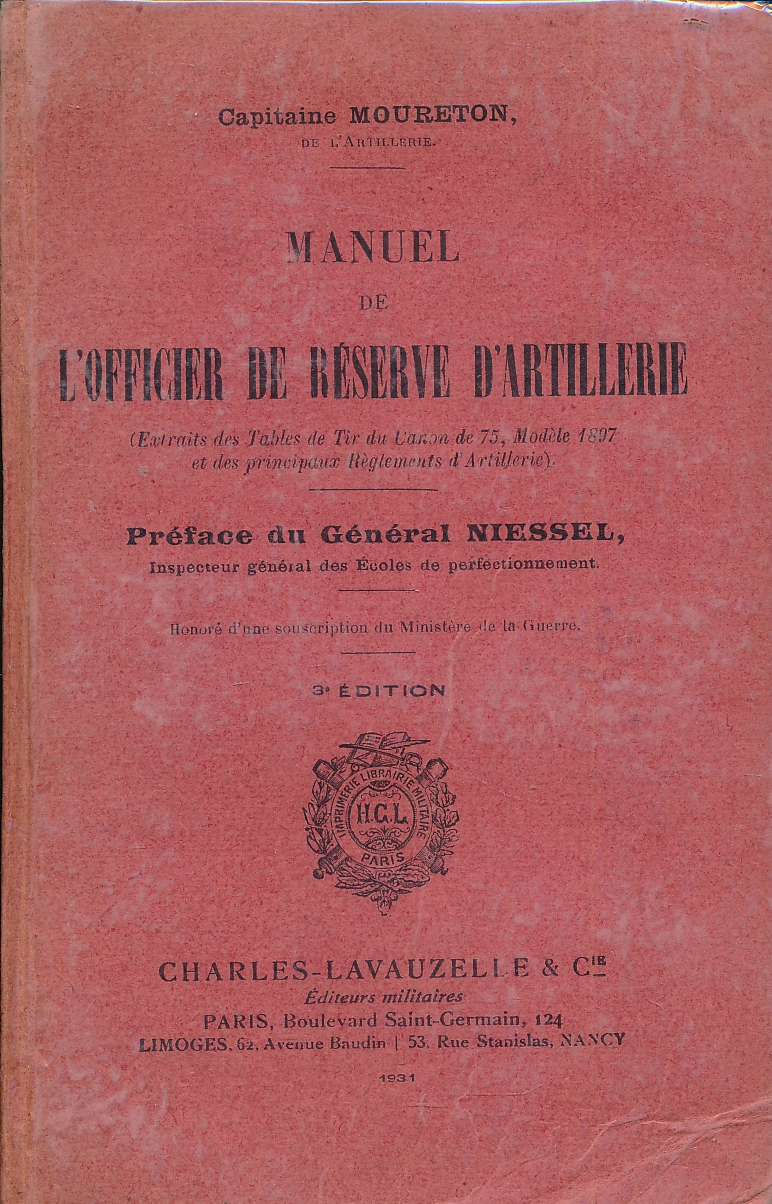 Capitaine MOURETON,
DE L'ARTILLERIE.
MANUEL
DE
L'OFFICIER DE RÉSERVE D'ARTILLERIE
(Extraits des Tables de Tir du Canon de 75, Modèle 1897
et des principaux Règlements d'Artillerie).
Préface du Général NIESSEL,
Inspecteur général des Écoles de perfectionnement.
Honoré d'une souscription du Ministère de la Guerre.
3e ÉDITION
IMPRIMERIE LIBRAIRIE MILITAIRE
H.C.L.
PARIS
CHARLES-LAVAUZELLE & CIE
Éditeurs militaires
PARIS, Boulevard Saint-Germain, 124
LIMOGES, 62, Avenue Baudin | 53, Rue Stanislas, NANCY
1931